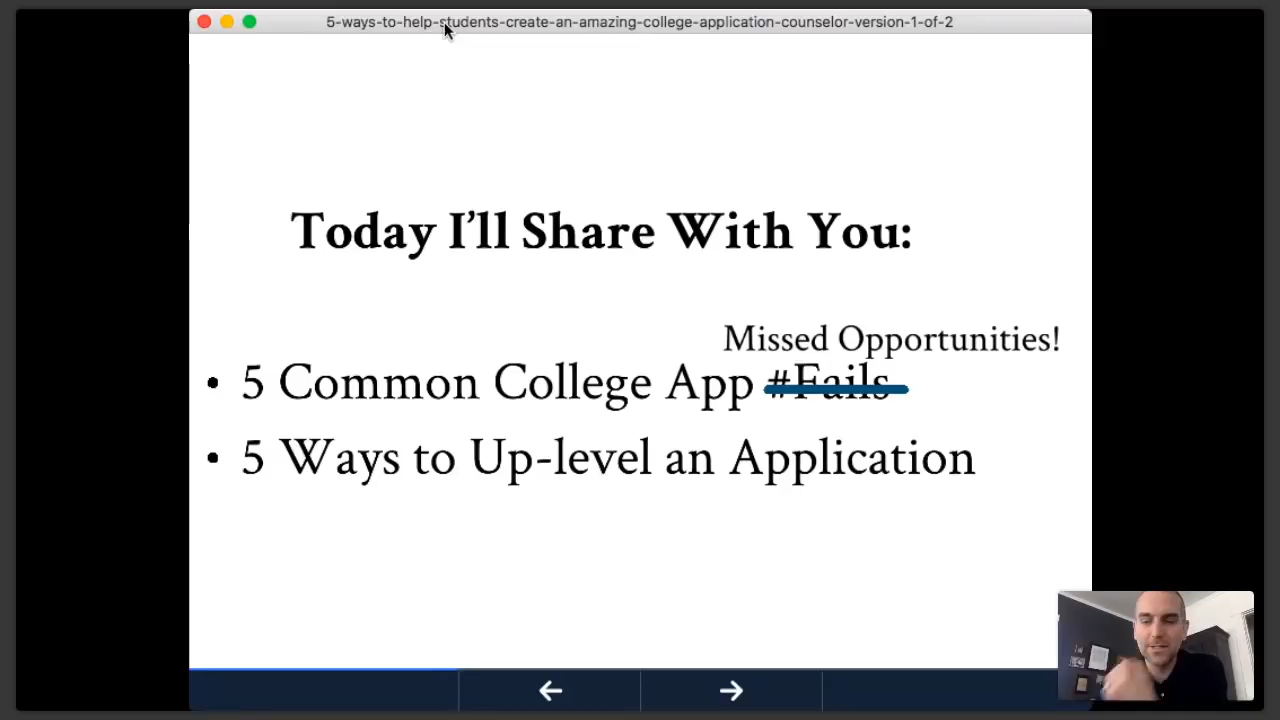 5-ways-to-help-students-create-an-amazing-college-application-counselor-version-1-of-2
Today I'll Share With You:
Missed Opportunities!
• 5 Common College App #Fails
• 5 Ways to Up-level an Application